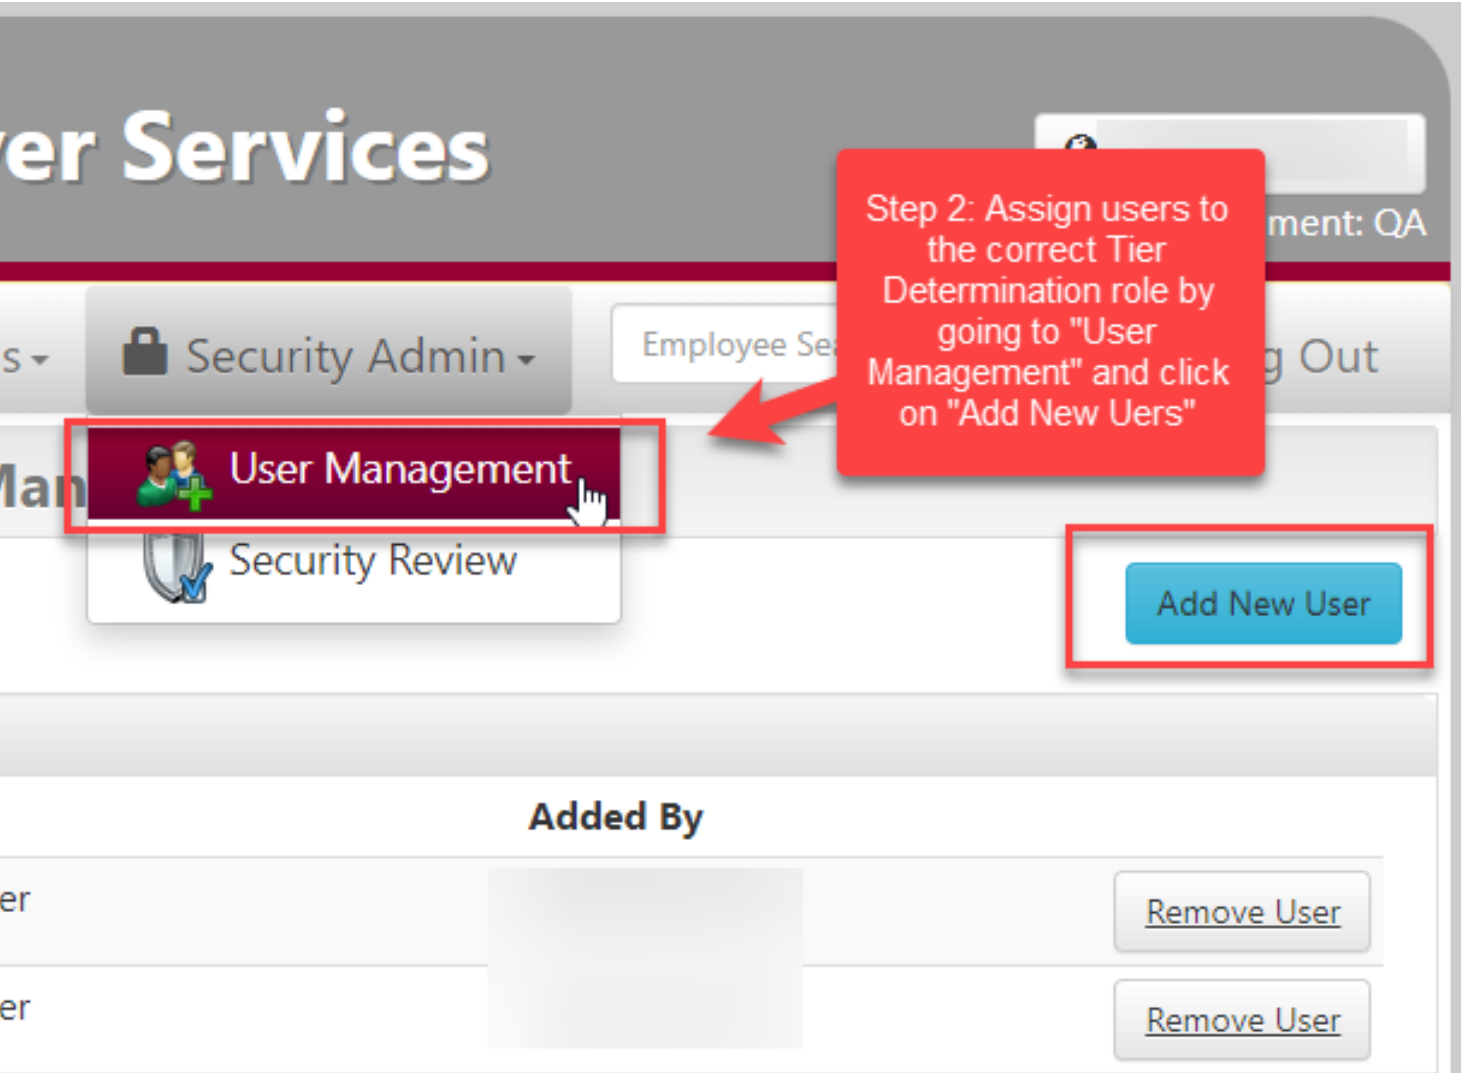 er Services
Step 2: Assign users to
the correct Tier
Determination role by
going to "User
Management" and click
on "Add New Uers"
ment: QA
s
Security Admin
Employee Sea
g Out
Man
User Management
Security Review
Add New User
Added By
er
Remove User
er
Remove User